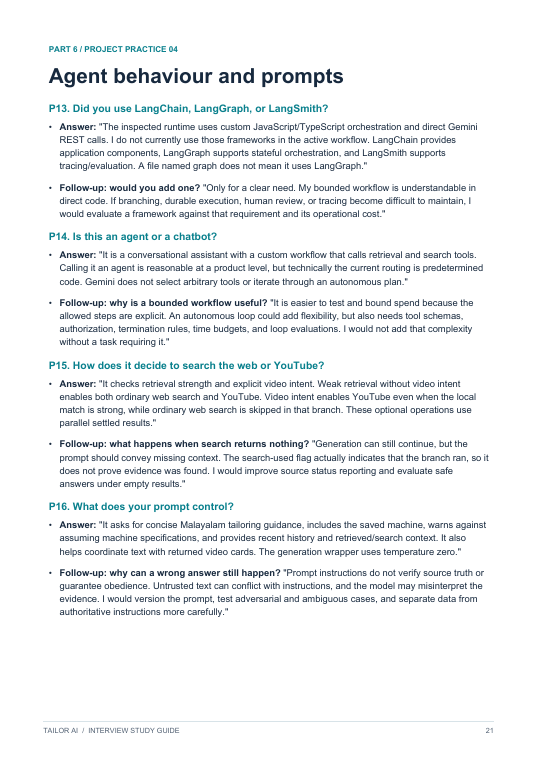 PART 6 / PROJECT PRACTICE 04
Agent behaviour and prompts
P13. Did you use LangChain, LangGraph, or LangSmith?
• Answer: "The inspected runtime uses custom JavaScript/TypeScript orchestration and direct Gemini
REST calls. I do not currently use those frameworks in the active workflow. LangChain provides
application components, LangGraph supports stateful orchestration, and LangSmith supports
tracing/evaluation. A file named graph does not mean it uses LangGraph."
• Follow-up: would you add one? "Only for a clear need. My bounded workflow is understandable in
direct code. If branching, durable execution, human review, or tracing become difficult to maintain, I
would evaluate a framework against that requirement and its operational cost."
P14. Is this an agent or a chatbot?
• Answer: "It is a conversational assistant with a custom workflow that calls retrieval and search tools.
Calling it an agent is reasonable at a product level, but technically the current routing is predetermined
code. Gemini does not select arbitrary tools or iterate through an autonomous plan."
• Follow-up: why is a bounded workflow useful? "It is easier to test and bound spend because the
allowed steps are explicit. An autonomous loop could add flexibility, but also needs tool schemas,
authorization, termination rules, time budgets, and loop evaluations. I would not add that complexity
without a task requiring it."
P15. How does it decide to search the web or YouTube?
• Answer: "It checks retrieval strength and explicit video intent. Weak retrieval without video intent
enables both ordinary web search and YouTube. Video intent enables YouTube even when the local
match is strong, while ordinary web search is skipped in that branch. These optional operations use
parallel settled results."
• Follow-up: what happens when search returns nothing? "Generation can still continue, but the
prompt should convey missing context. The search-used flag actually indicates that the branch ran, so it
does not prove evidence was found. I would improve source status reporting and evaluate safe
answers under empty results."
P16. What does your prompt control?
• Answer: "It asks for concise Malayalam tailoring guidance, includes the saved machine, warns against
assuming machine specifications, and provides recent history and retrieved/search context. It also
helps coordinate text with returned video cards. The generation wrapper uses temperature zero."
• Follow-up: why can a wrong answer still happen? "Prompt instructions do not verify source truth or
guarantee obedience. Untrusted text can conflict with instructions, and the model may misinterpret the
evidence. I would version the prompt, test adversarial and ambiguous cases, and separate data from
authoritative instructions more carefully."
TAILOR AI / INTERVIEW STUDY GUIDE
21